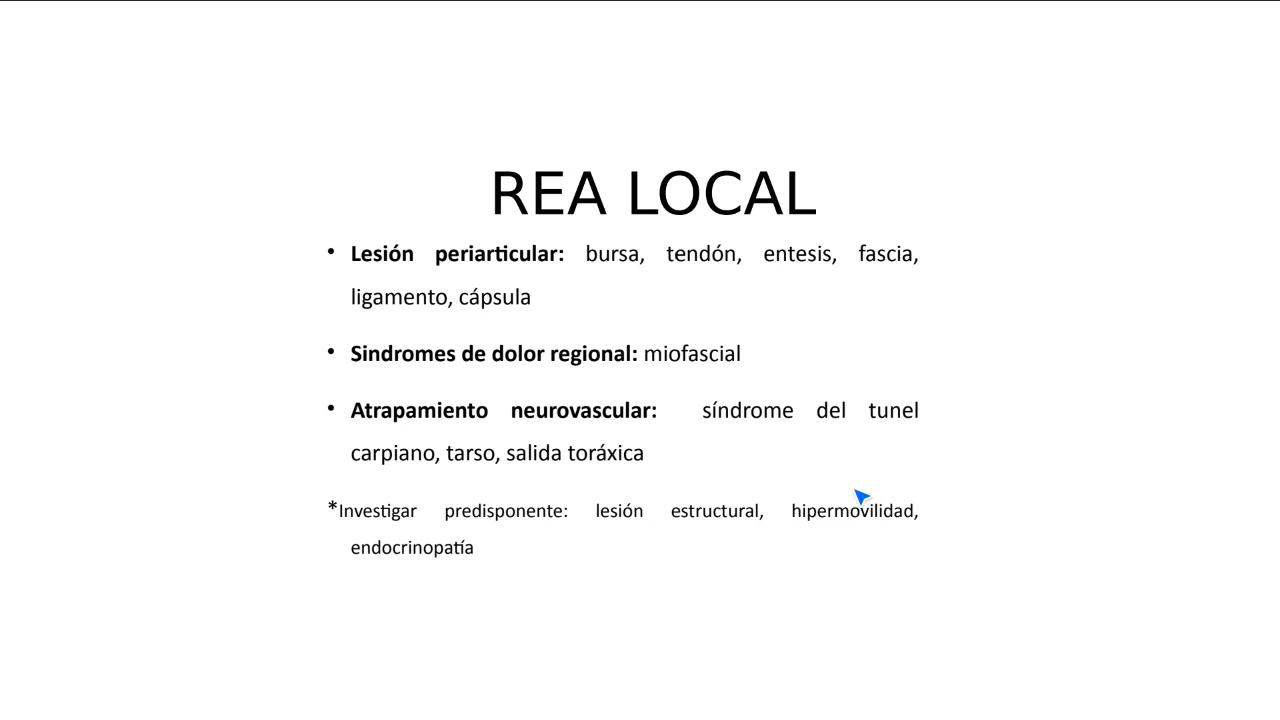 REA LOCAL
• Lesión periarticular: bursa, tendón, entesis, fascia,
ligamento, cápsula
• Sindromes de dolor regional: miofascial
• Atrapamiento neurovascular: síndrome del tunel
carpiano, tarso, salida toráxica
*Investigar predisponente: lesión estructural, hipermovilidad,
endocrinopatía